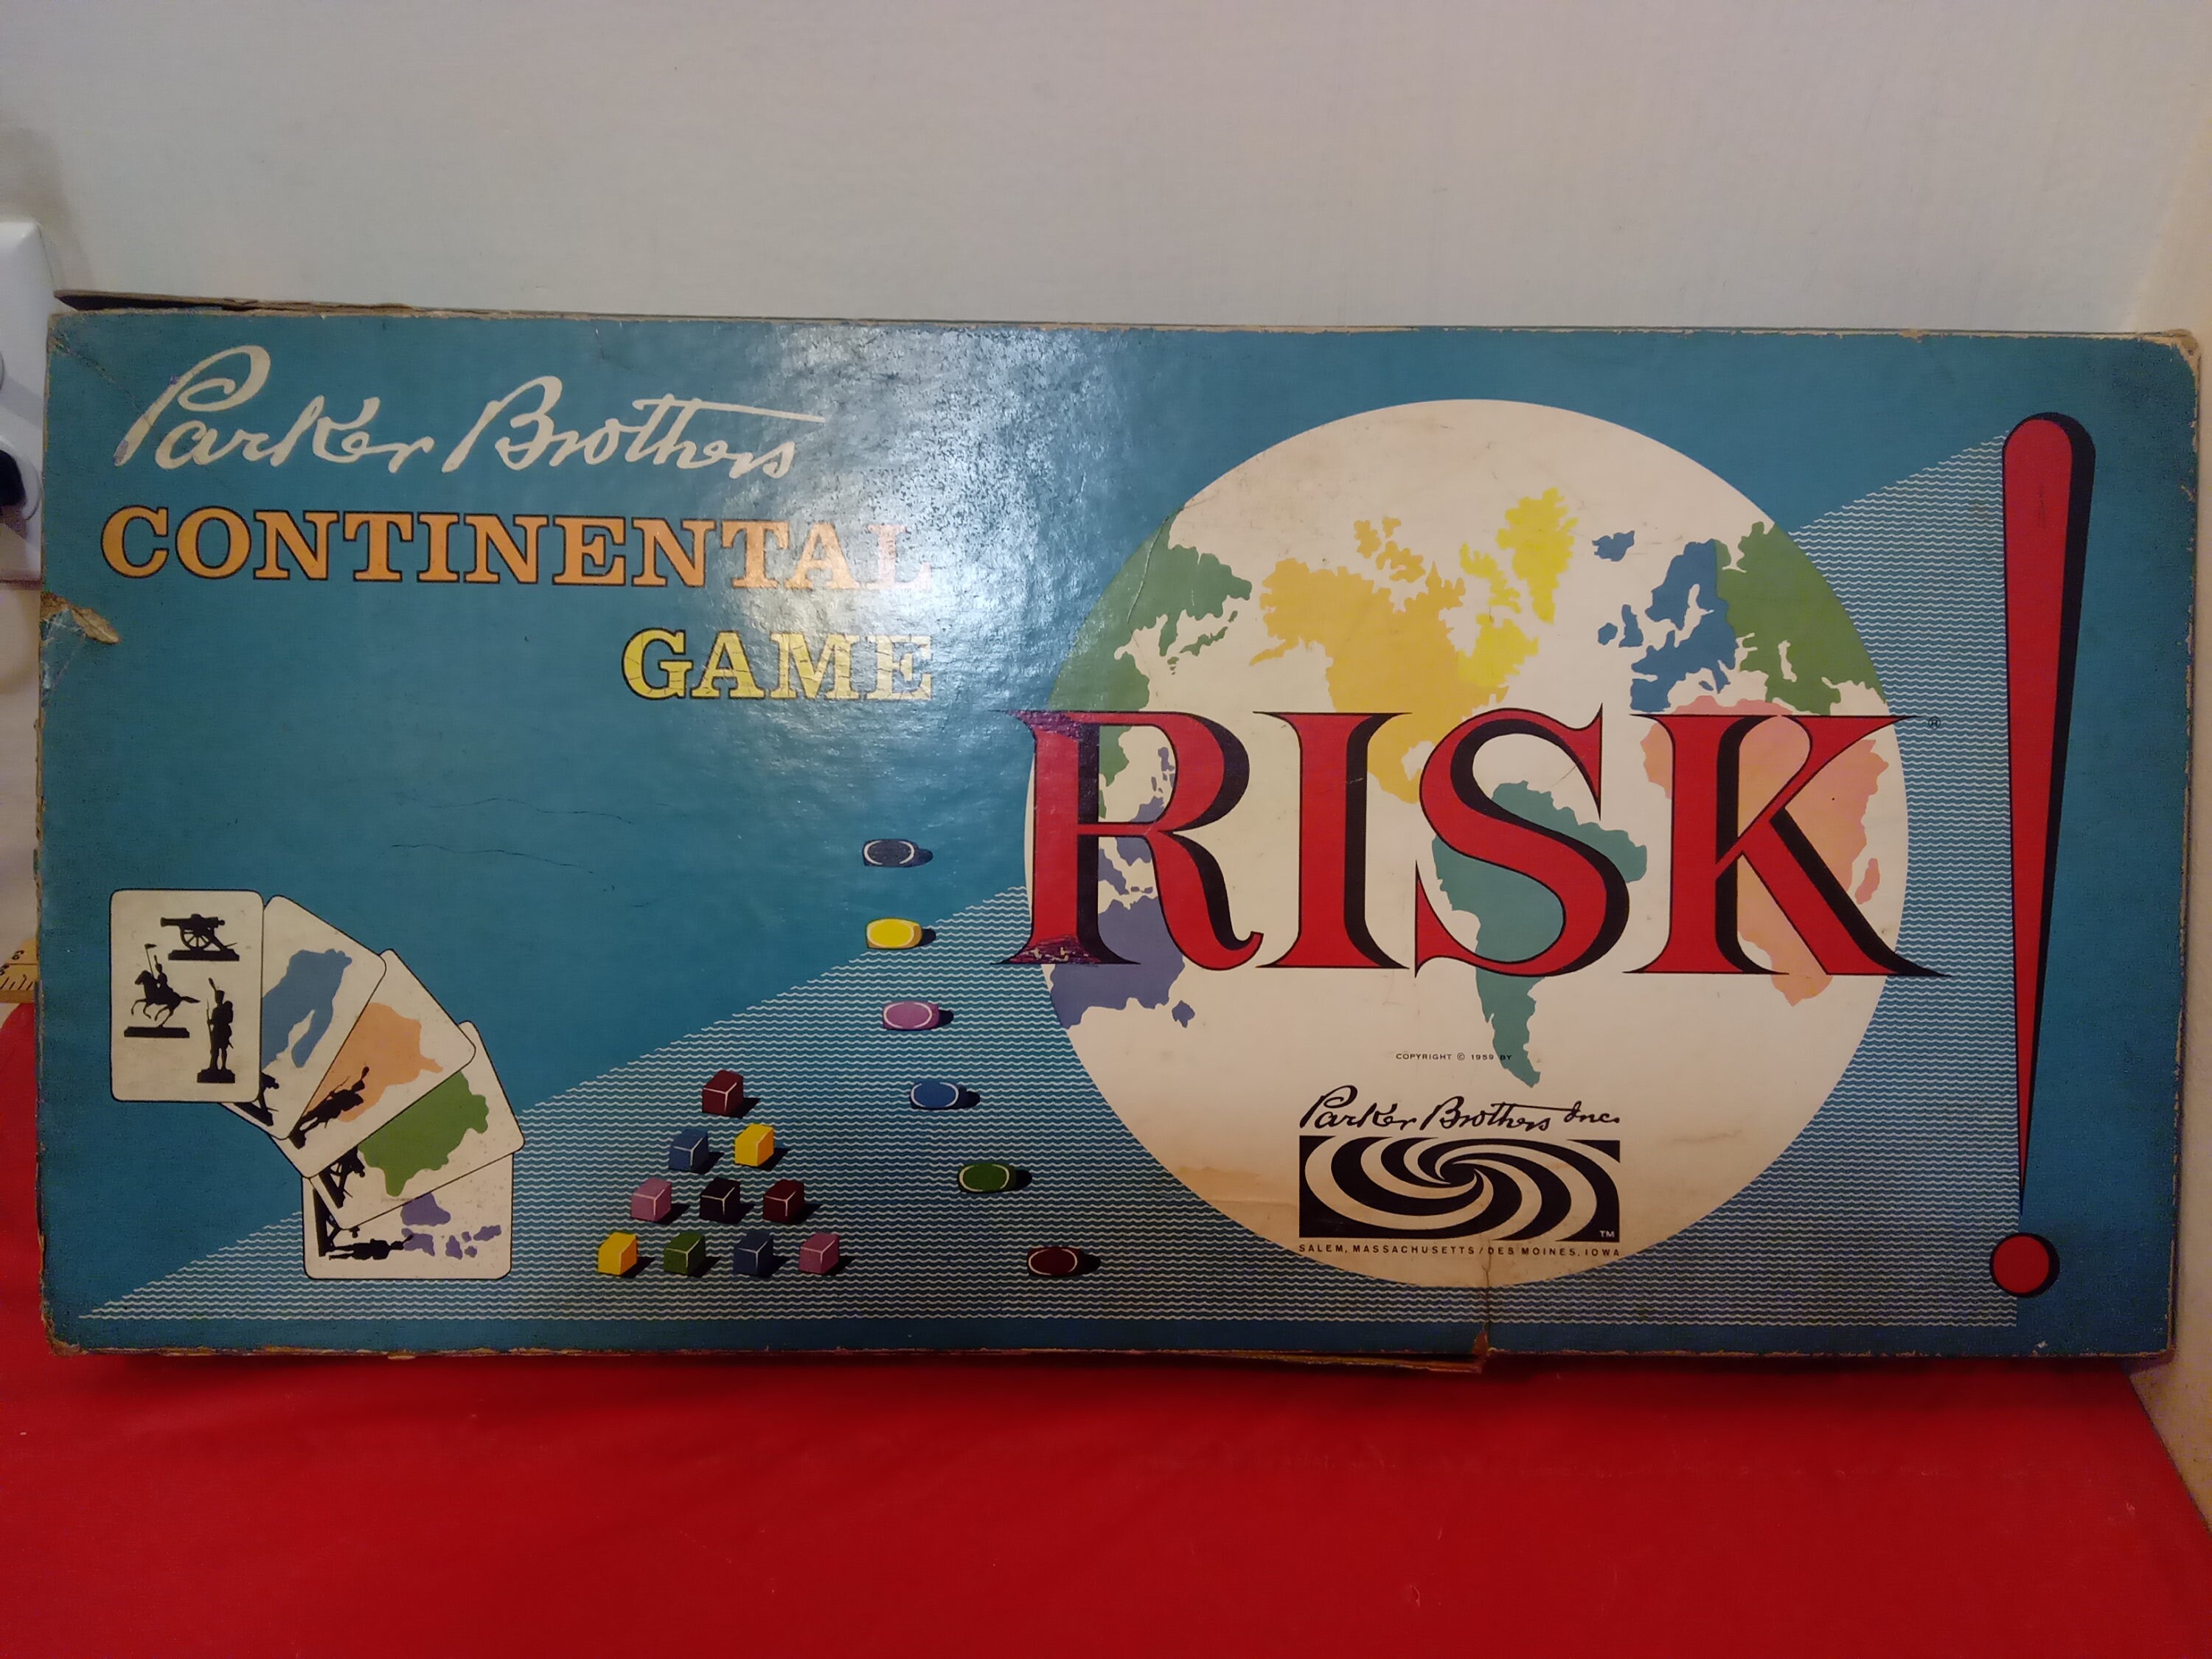 Parker Brothers
CONTINENTAL
GAME
RISK!
®
COPYRIGHT © 1959 BY
Parker Brothers Inc.
TM
SALEM, MASSACHUSETTS / DES MOINES, IOWA